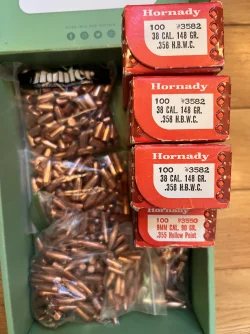 Hornady
100 #3582
38 CAL. 148 GR.
.358 H.B.W.C.
Hornady
100 #3582
38 CAL. 148 GR.
.358 H.B.W.C.
Hornady
100 #3582
38 CAL. 148 GR.
.358 H.B.W.C.
Hornady
100 #3550
9MM CAL. 90 GR.
.355 Hollow Point